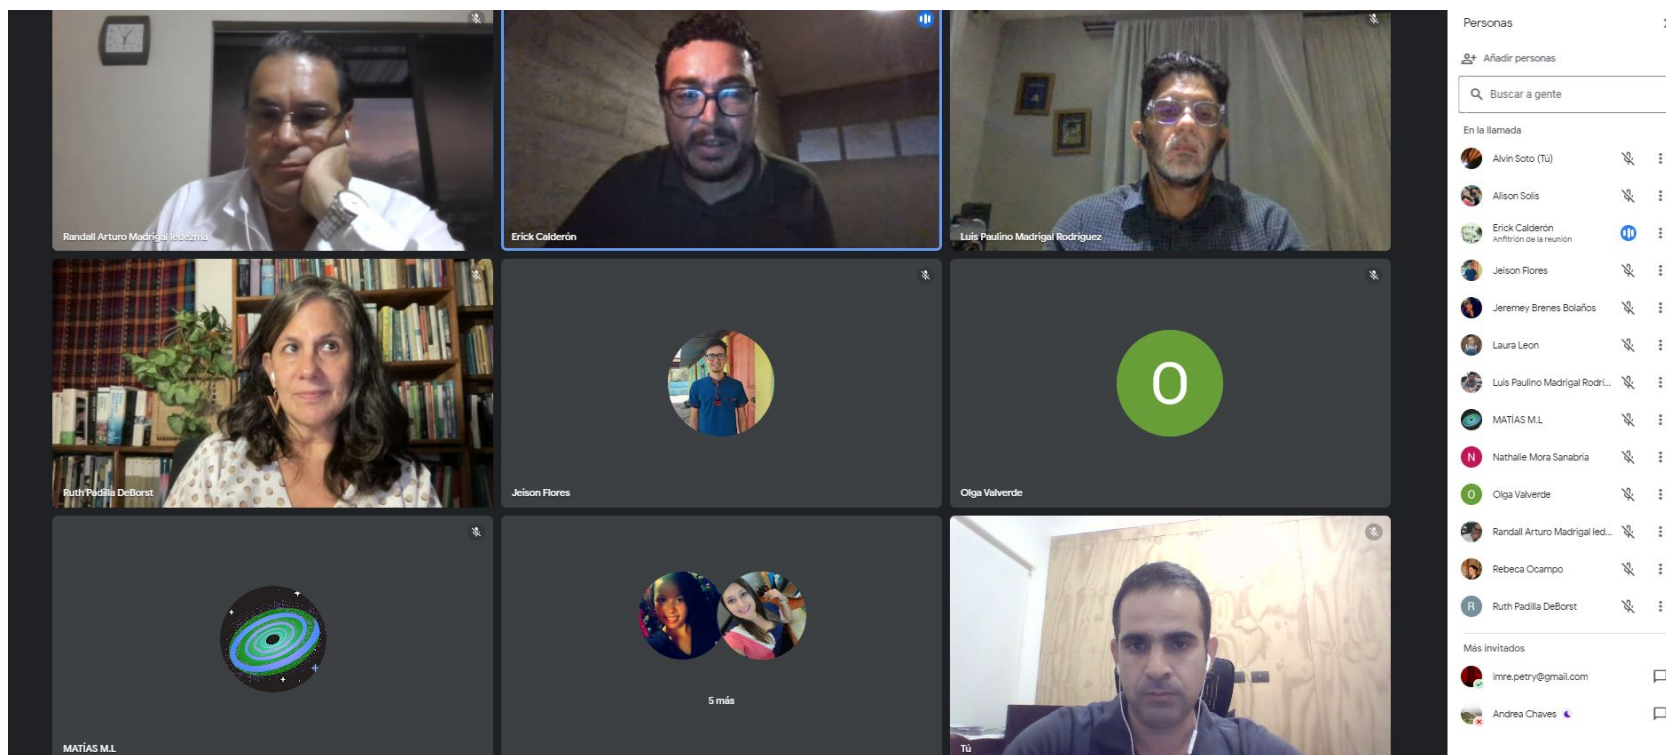 Randall Arturo Madrigal ledezma
Erick Calderón
Luis Paulino Madrigal Rodríguez
Ruth Padilla DeBorst
Jeison Flores
O
Olga Valverde
MATÍAS M.L
5 más
Tú
Personas
Añadir personas
Buscar a gente
En la llamada
Alvin Soto (Tú)
Alison Solis
Erick Calderón
Anfitrión de la reunión
Jeison Flores
Jeremey Brenes Bolaños
Laura Leon
Luis Paulino Madrigal Rodrí...
MATÍAS M.L
N Nathalie Mora Sanabria
O Olga Valverde
Randall Arturo Madrigal led...
Rebeca Ocampo
R Ruth Padilla DeBorst
Más invitados
imre.petry@gmail.com
Andrea Chaves